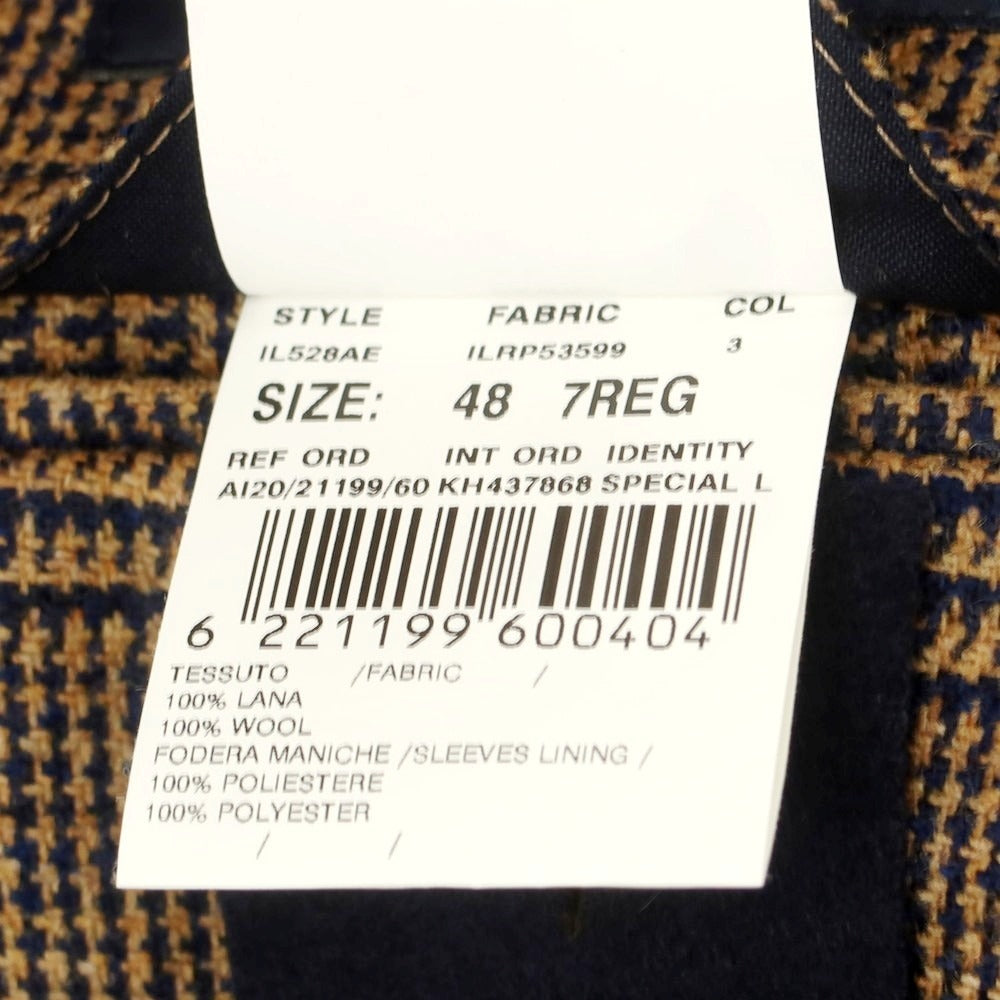 STYLE FABRIC COL
IL528AE ILRP53599 3
SIZE: 48 7REG
REF ORD INT ORD IDENTITY
AI20/21199/60 KH437868 SPECIAL L
6 221199 600404
TESSUTO /FABRIC /
100% LANA
100% WOOL
FODERA MANICHE /SLEEVES LINING /
100% POLIESTERE
100% POLYESTER
/ /